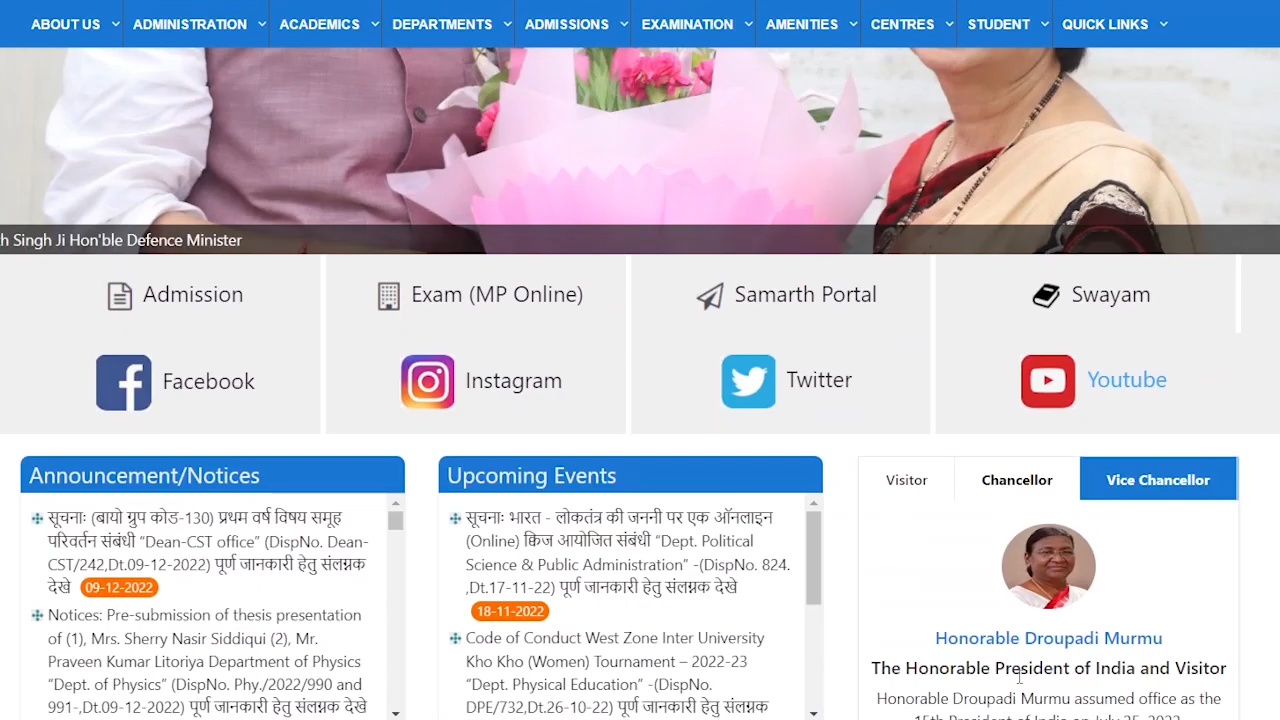 ABOUT US ADMINISTRATION ACADEMICS DEPARTMENTS ADMISSIONS EXAMINATION AMENITIES CENTRES STUDENT QUICK LINKS
h Singh Ji Hon'ble Defence Minister
Admission Exam (MP Online) Samarth Portal Swayam
Facebook Instagram Twitter Youtube
Announcement/Notices
सूचनाः (बायो ग्रुप कोड-130) प्रथम वर्ष विषय समूह
परिवर्तन संबंधी “Dean-CST office” (DispNo. Dean-
CST/242,Dt.09-12-2022) पूर्ण जानकारी हेतु संलग्नक
देखे 09-12-2022
Notices: Pre-submission of thesis presentation
of (1), Mrs. Sherry Nasir Siddiqui (2), Mr.
Praveen Kumar Litoriya Department of Physics
“Dept. of Physics” (DispNo. Phy./2022/990 and
991-,Dt.09-12-2022) पूर्ण जानकारी हेतु संलग्नक देखे
Upcoming Events
सूचनाः भारत - लोकतंत्र की जननी पर एक ऑनलाइन
(Online) क्विज आयोजित संबंधी “Dept. Political
Science & Public Administration” -(DispNo. 824.
,Dt.17-11-22) पूर्ण जानकारी हेतु संलग्नक देखे
18-11-2022
Code of Conduct West Zone Inter University
Kho Kho (Women) Tournament – 2022-23
“Dept. Physical Education” -(DispNo.
DPE/732,Dt.26-10-22) पूर्ण जानकारी हेतु संलग्नक
Visitor Chancellor Vice Chancellor
Honorable Droupadi Murmu
The Honorable President of India and Visitor
Honorable Droupadi Murmu assumed office as the
15th President of India on July 25, 2022